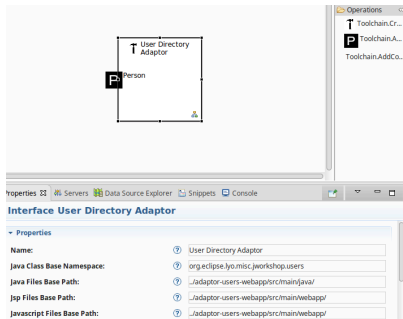 Operations
Toolchain.Cr...
P Toolchain.A...
Toolchain.AddCo...
User Directory
Adaptor
P Person
Properties Servers Data Source Explorer Snippets Console
Interface User Directory Adaptor
Properties
Name: User Directory Adaptor
Java Class Base Namespace: org.eclipse.lyo.misc.jworkshop.users
Java Files Base Path: ../adaptor-users-webapp/src/main/java/
Jsp Files Base Path: ../adaptor-users-webapp/src/main/webapp/
Javascript Files Base Path: ../adaptor-users-webapp/src/main/webapp/